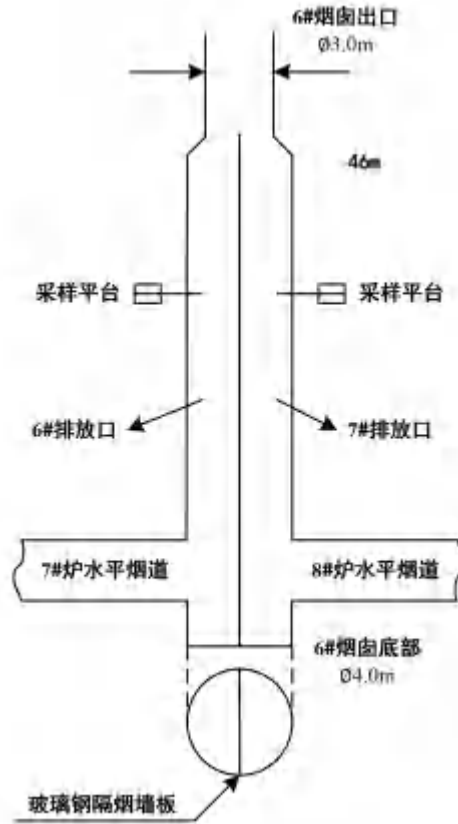 6#烟囱出口
Ø3.0m
46m
采样平台
采样平台
6#排放口
7#排放口
7#炉水平烟道
8#炉水平烟道
6#烟囱底部
Ø4.0m
玻璃钢隔烟墙板